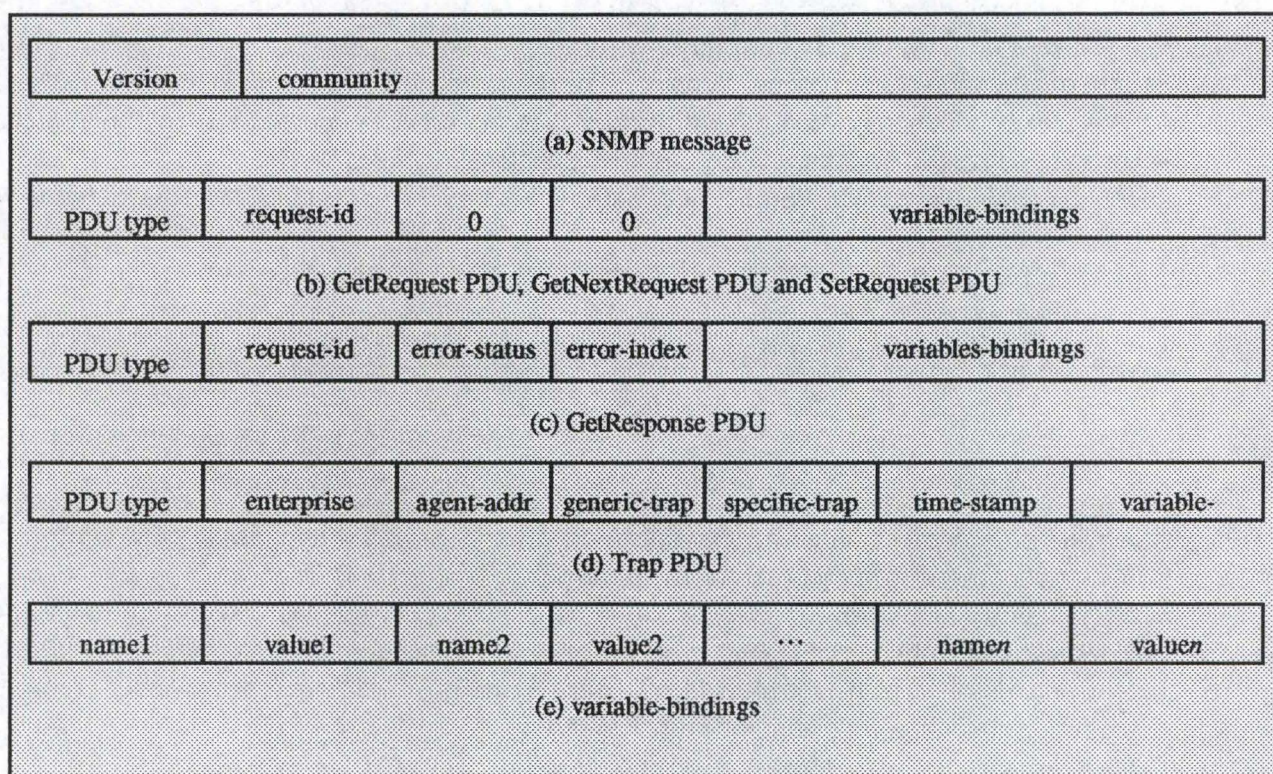 Version community
(a) SNMP message
PDU type request-id 0 0 variable-bindings
(b) GetRequest PDU, GetNextRequest PDU and SetRequest PDU
PDU type request-id error-status error-index variables-bindings
(c) GetResponse PDU
PDU type enterprise agent-addr generic-trap specific-trap time-stamp variable-
(d) Trap PDU
name1 value1 name2 value2 ... namen valuen
(e) variable-bindings